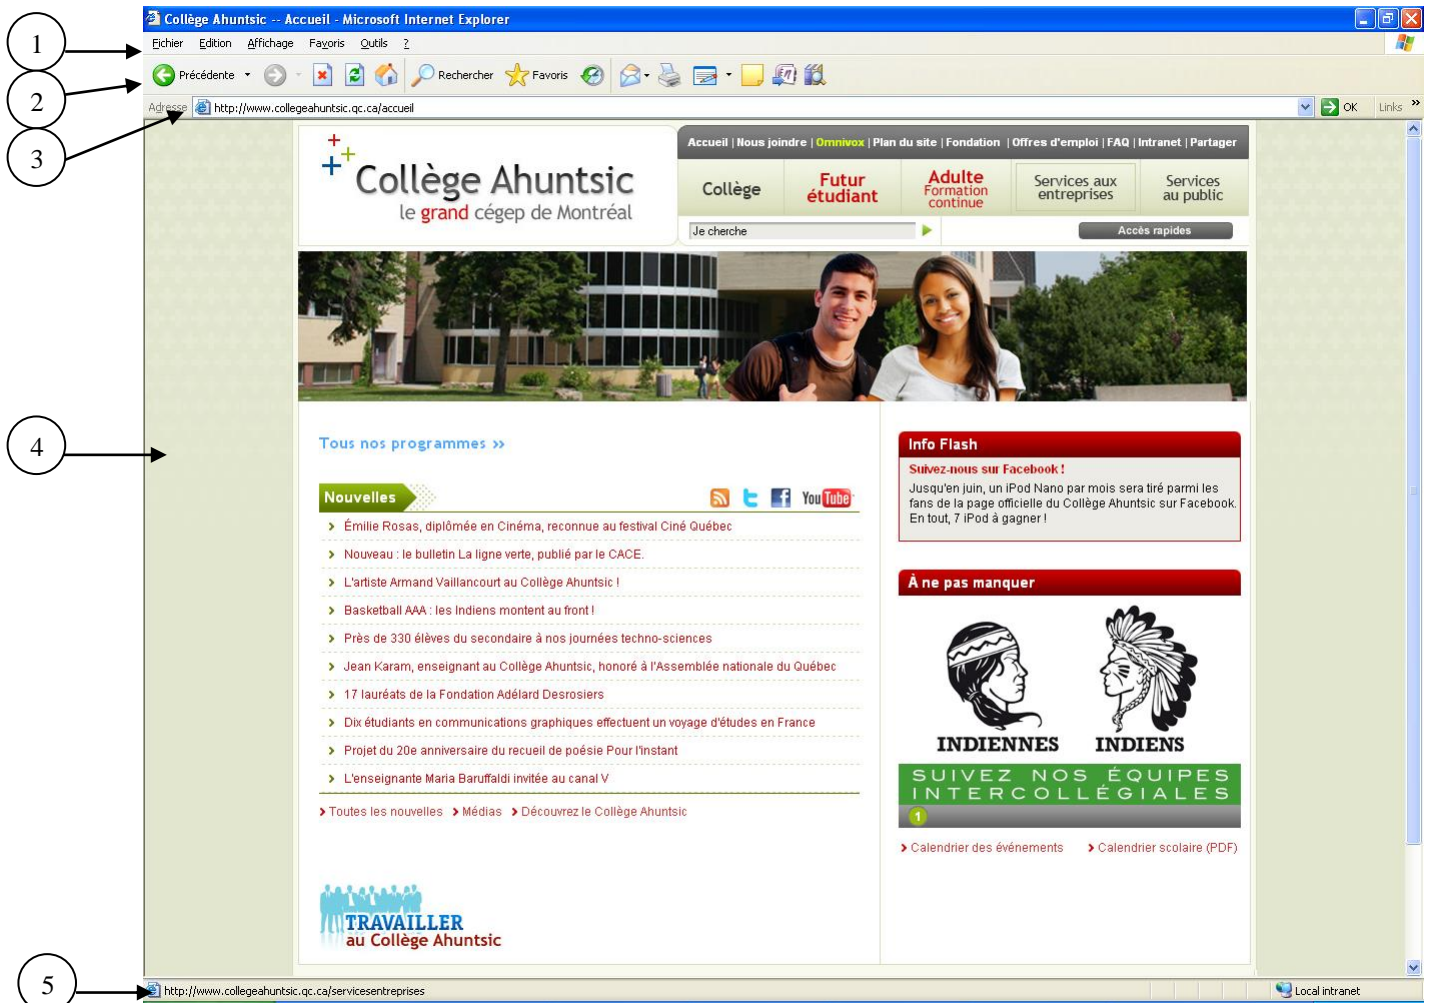 Collège Ahuntsic -- Accueil - Microsoft Internet Explorer
1
Fichier Edition Affichage Favoris Outils ?
2
Précédente Rechercher Favoris
3
Adresse http://www.collegeahuntsic.qc.ca/accueil OK Links »
Collège Ahuntsic
le grand cégep de Montréal
Accueil | Nous joindre | Omnivox | Plan du site | Fondation | Offres d'emploi | FAQ | Intranet | Partager
Collège
Futur
étudiant
Adulte
Formation
continue
Services aux
entreprises
Services
au public
Je cherche
Accès rapides
4
Tous nos programmes »
Nouvelles
You Tube
Émilie Rosas, diplômée en Cinéma, reconnue au festival Ciné Québec
Nouveau : le bulletin La ligne verte, publié par le CACE.
L'artiste Armand Vaillancourt au Collège Ahuntsic !
Basketball AAA : les Indiens montent au front !
Près de 330 élèves du secondaire à nos journées techno-sciences
Jean Karam, enseignant au Collège Ahuntsic, honoré à l'Assemblée nationale du Québec
17 lauréats de la Fondation Adélard Desrosiers
Dix étudiants en communications graphiques effectuent un voyage d'études en France
Projet du 20e anniversaire du recueil de poésie Pour l'instant
L'enseignante Maria Baruffaldi invitée au canal V
Toutes les nouvelles Médias Découvrez le Collège Ahuntsic
TRAVAILLER
au Collège Ahuntsic
Info Flash
Suivez-nous sur Facebook !
Jusqu'en juin, un iPod Nano par mois sera tiré parmi les
fans de la page officielle du Collège Ahuntsic sur Facebook.
En tout, 7 iPod à gagner !
À ne pas manquer
INDIENNES INDIENS
SUIVEZ NOS ÉQUIPES
INTERCOLLÉGIALES
1
Calendrier des événements Calendrier scolaire (PDF)
5
http://www.collegeahuntsic.qc.ca/servicesentreprises Local intranet